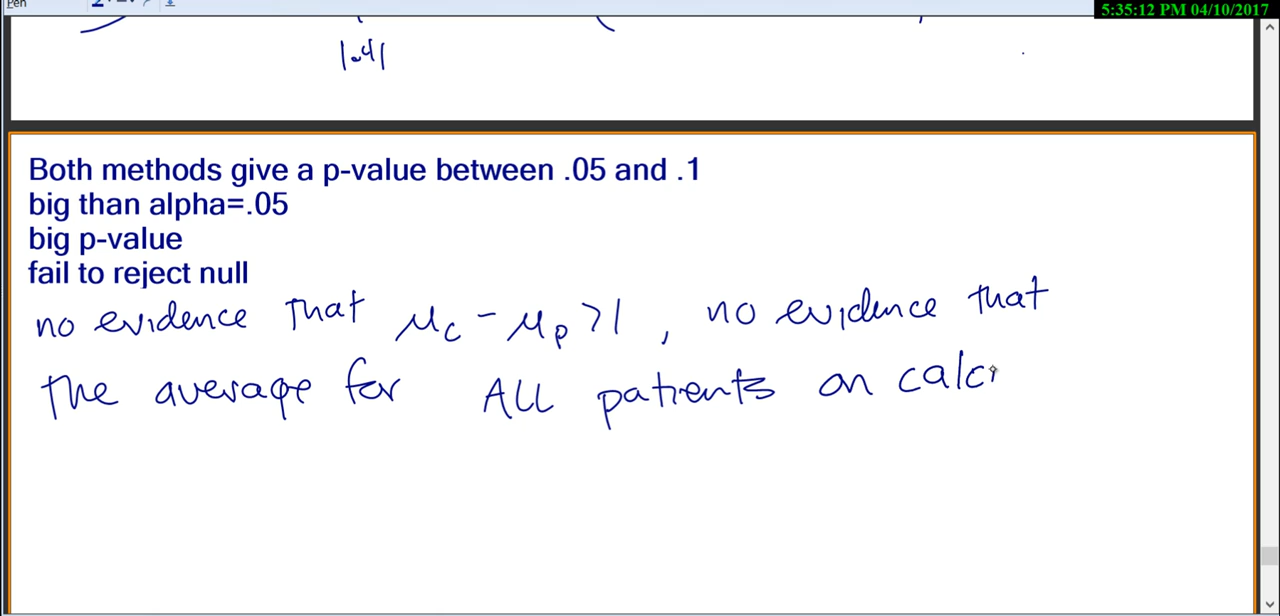 Pen
5:35:12 PM 04/10/2017
1.41
Both methods give a p-value between .05 and .1
big than alpha=.05
big p-value
fail to reject null
no evidence that μc - μp >1, no evidence that
the average for ALL patients on calci